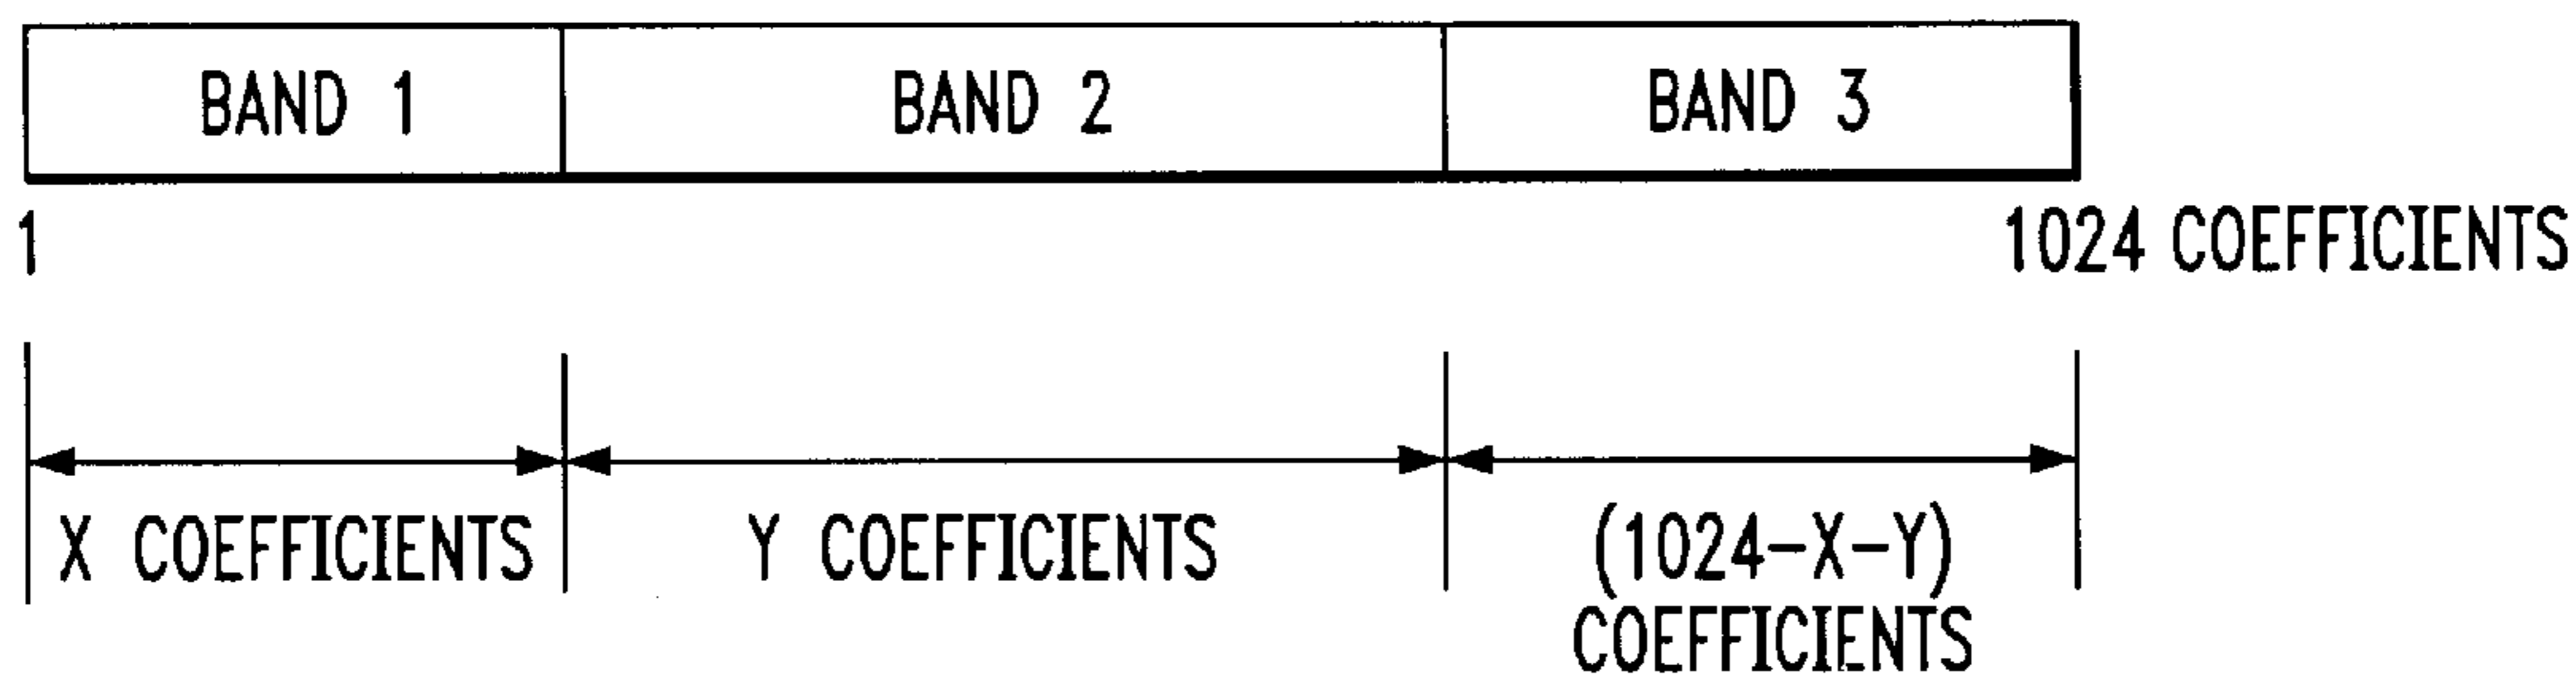 BAND 1
BAND 2
BAND 3
1
1024 COEFFICIENTS
X COEFFICIENTS
Y COEFFICIENTS
(1024-X-Y)
COEFFICIENTS